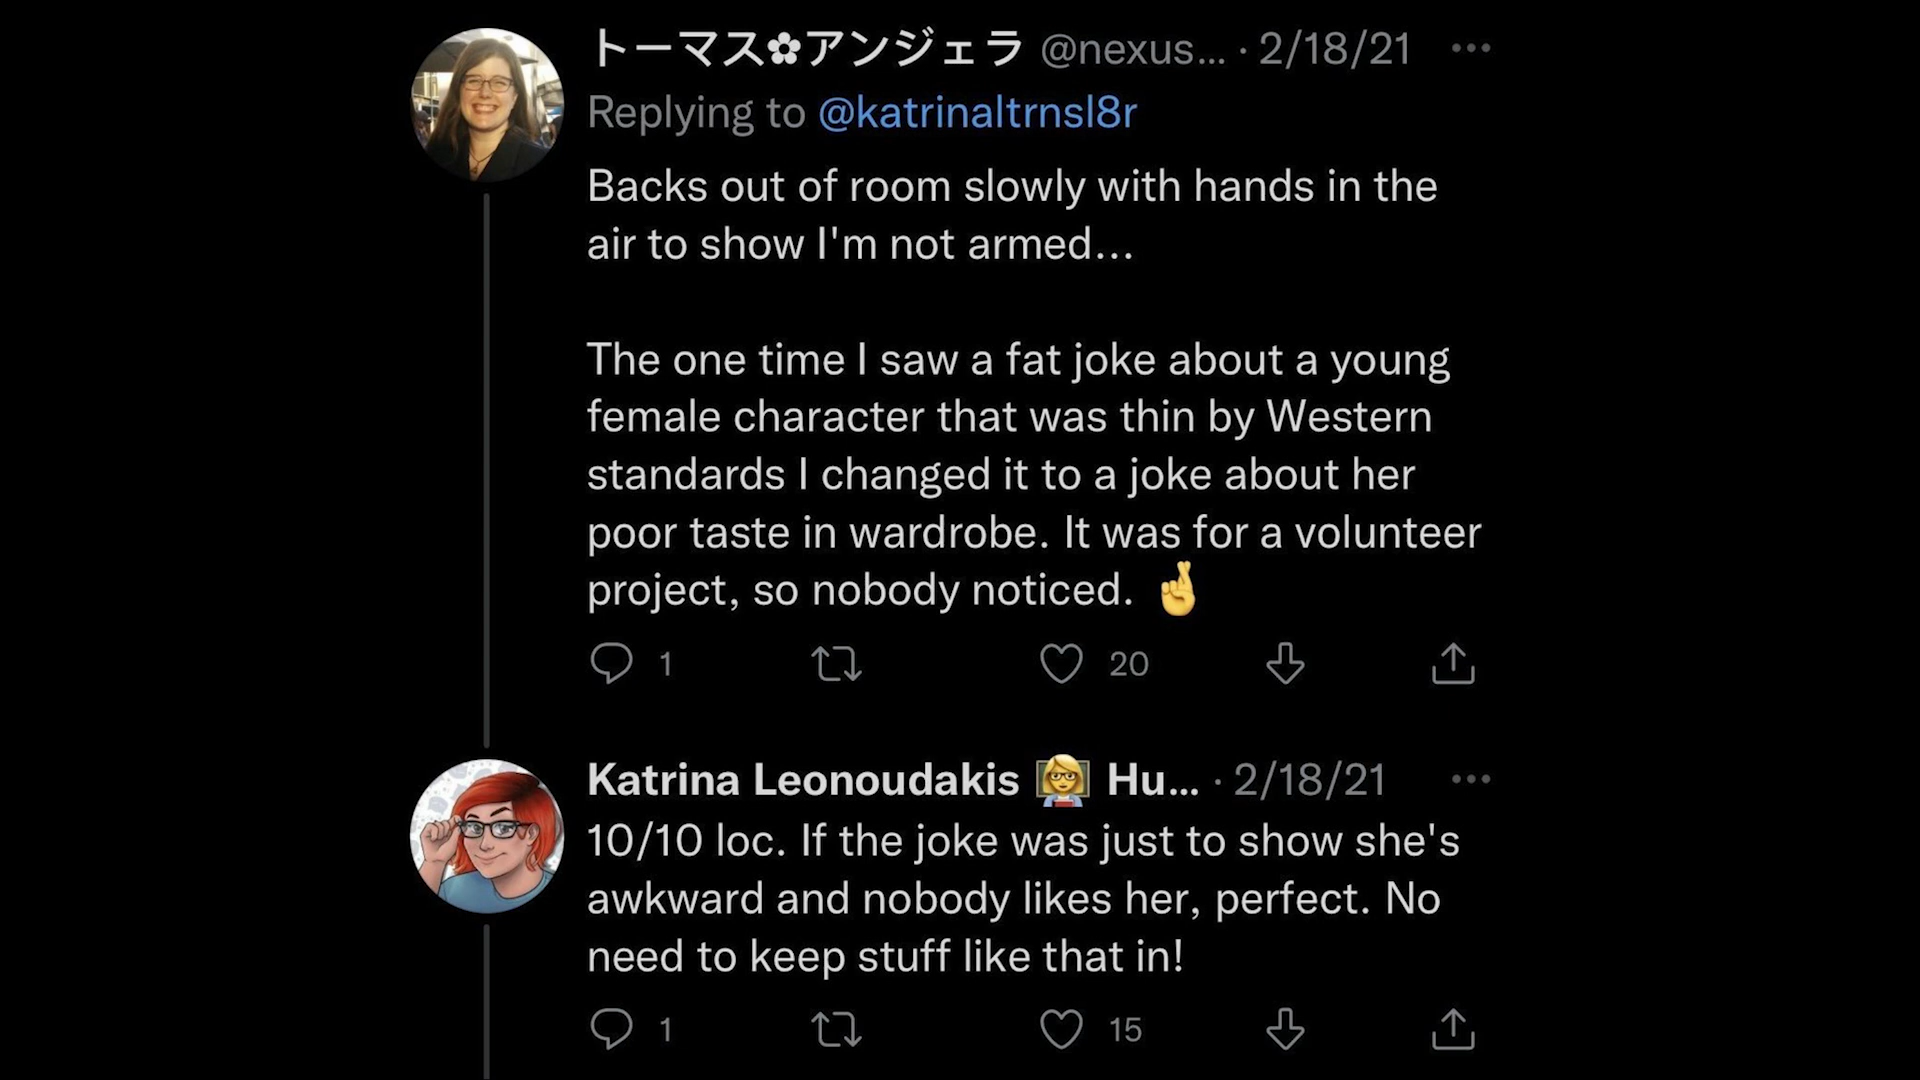 トーマス✿アンジェラ @nexus... · 2/18/21
Replying to @katrinaltrnsl8r
Backs out of room slowly with hands in the
air to show I'm not armed...
The one time I saw a fat joke about a young
female character that was thin by Western
standards I changed it to a joke about her
poor taste in wardrobe. It was for a volunteer
project, so nobody noticed. 🤞
1 20
Katrina Leonoudakis 👩‍🏫 Hu... · 2/18/21
10/10 loc. If the joke was just to show she's
awkward and nobody likes her, perfect. No
need to keep stuff like that in!
1 15